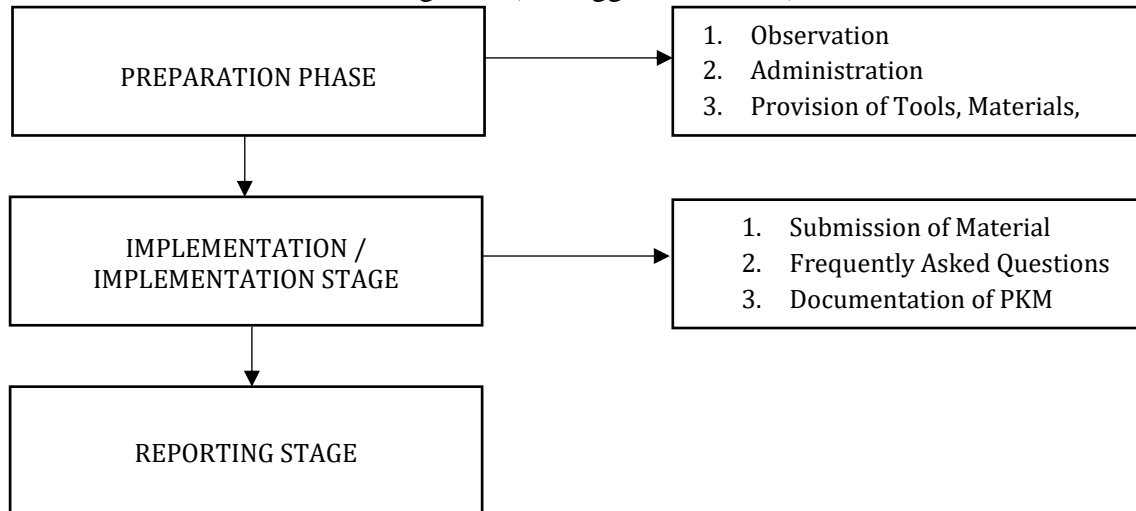 PREPARATION PHASE
1. Observation
2. Administration
3. Provision of Tools, Materials,
IMPLEMENTATION /
IMPLEMENTATION STAGE
1. Submission of Material
2. Frequently Asked Questions
3. Documentation of PKM
REPORTING STAGE